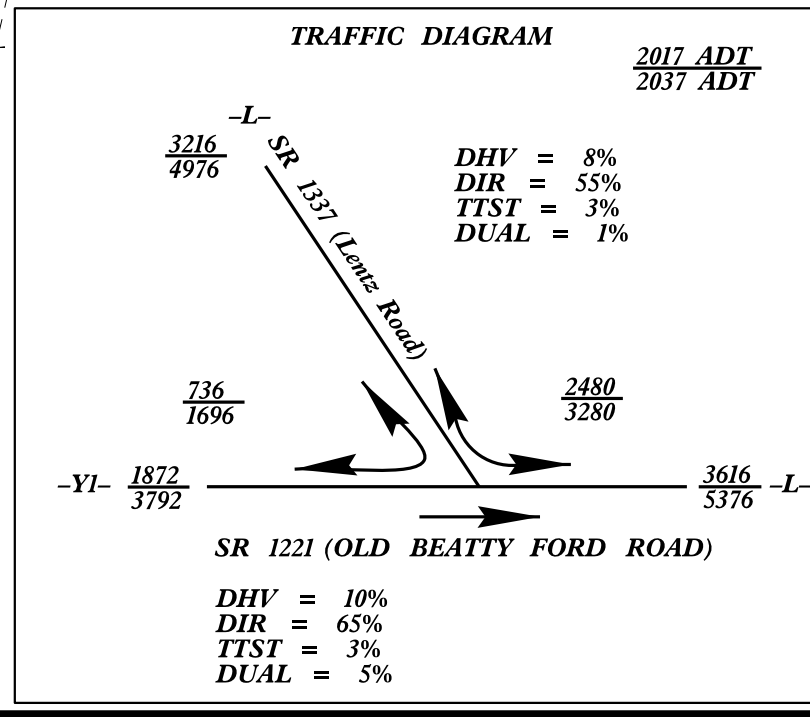 TRAFFIC DIAGRAM
2017 ADT
2037 ADT
–L–
3216
4976
SR 1337 (Lentz Road)
DHV = 8%
DIR = 55%
TTST = 3%
DUAL = 1%
736
1696
2480
3280
–Y1– 1872
3792
3616
5376 –L–
SR 1221 (OLD BEATTY FORD ROAD)
DHV = 10%
DIR = 65%
TTST = 3%
DUAL = 5%